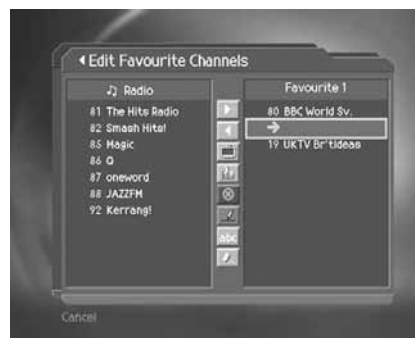 Edit Favourite Channels
Radio
81 The Hits Radio
82 Smash Hits!
85 Magic
86 Q
87 oneword
88 JAZZFM
92 Kerrang!
abc
Favourite 1
80 BBC World Sv.
19 UKTV Br'tIdeas
Cancel